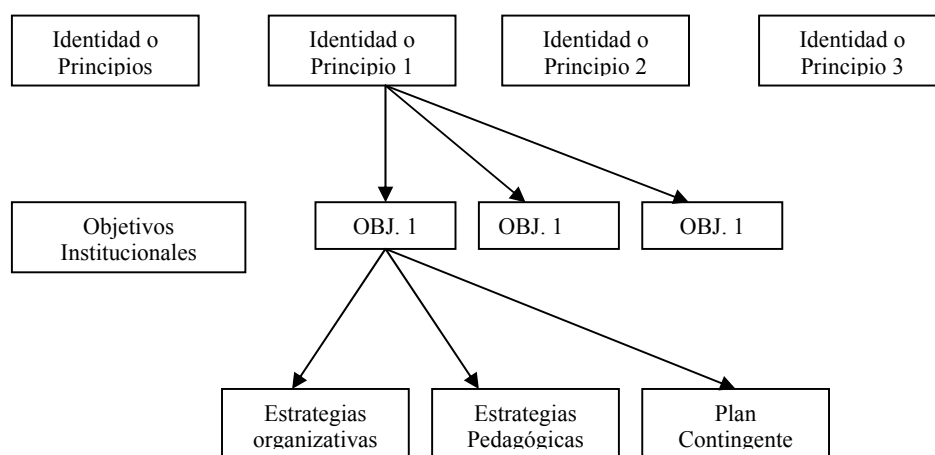 Identidad o
Principios
Identidad o
Principio 1
Identidad o
Principio 2
Identidad o
Principio 3
Objetivos
Institucionales
OBJ. 1
OBJ. 1
OBJ. 1
Estrategias
organizativas
Estrategias
Pedagógicas
Plan
Contingente